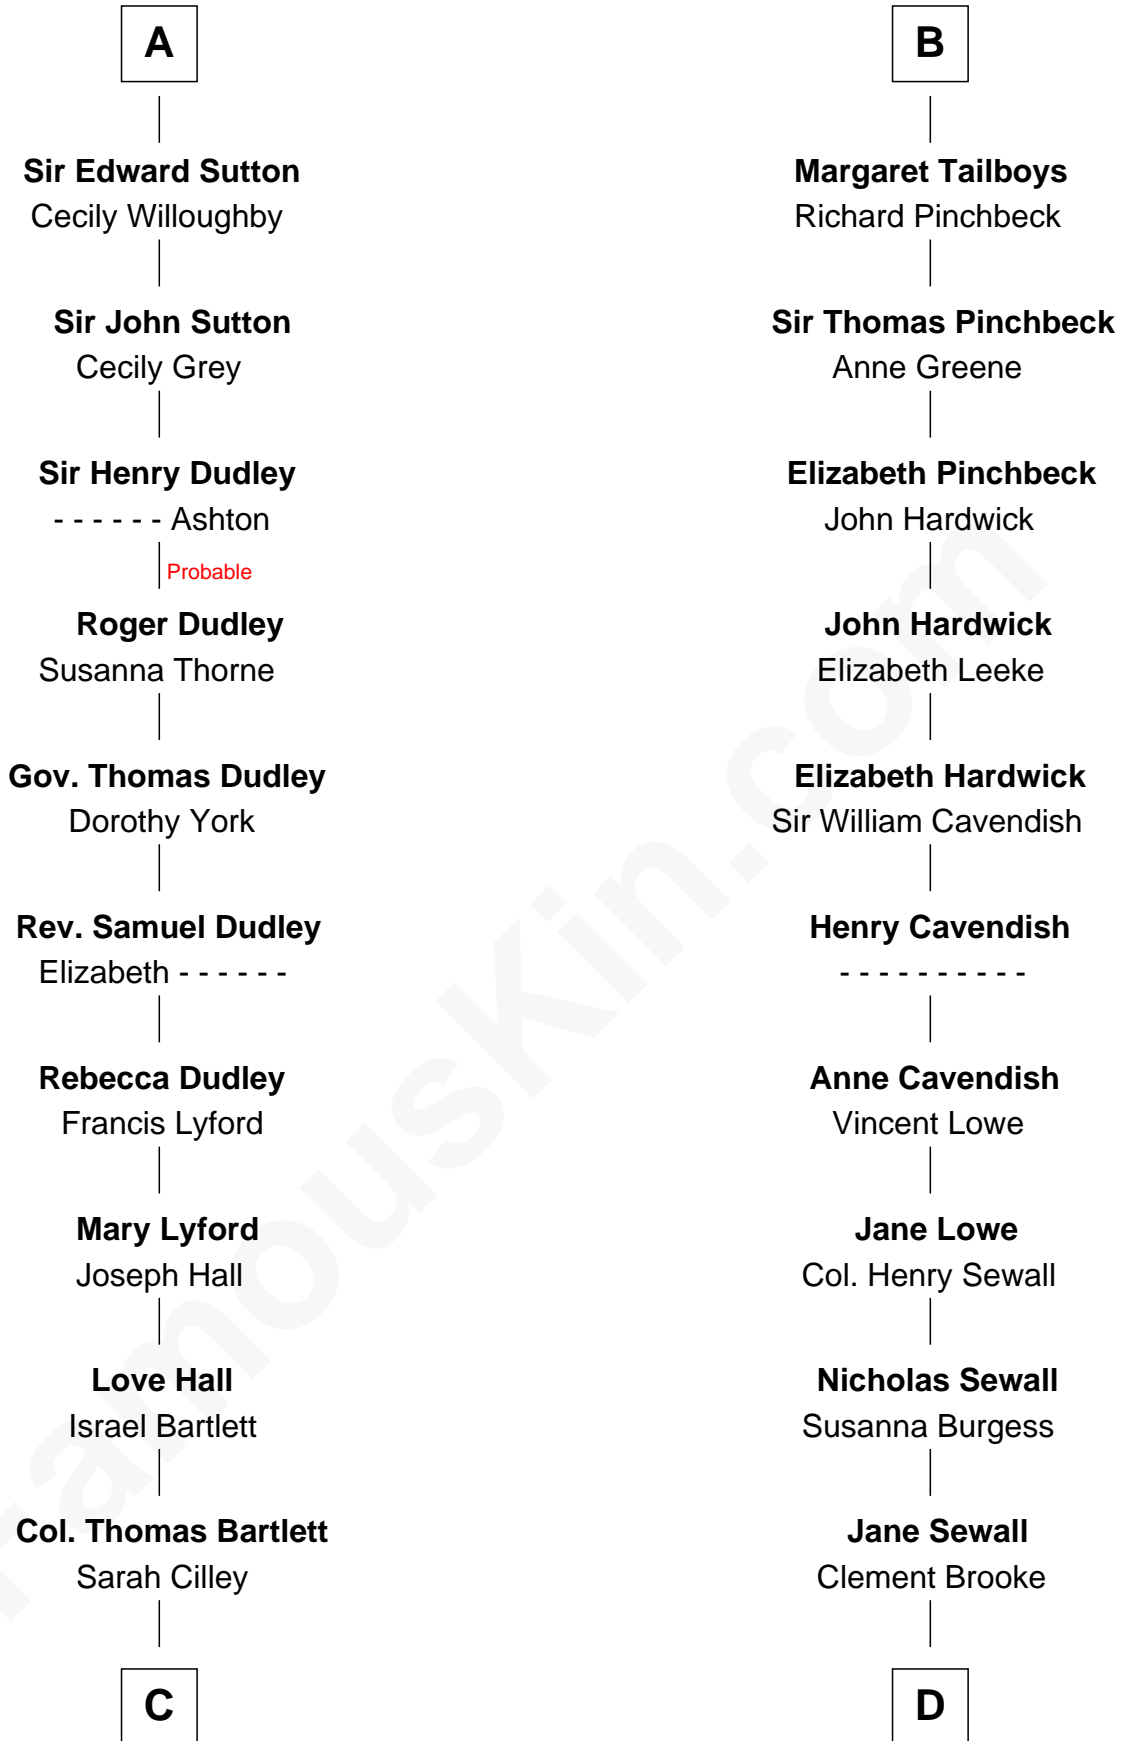 A
Sir Edward Sutton
Cecily Willoughby
Sir John Sutton
Cecily Grey
Sir Henry Dudley
- - - - - - Ashton
Probable
Roger Dudley
Susanna Thorne
Gov. Thomas Dudley
Dorothy York
Rev. Samuel Dudley
Elizabeth - - - - - -
Rebecca Dudley
Francis Lyford
Mary Lyford
Joseph Hall
Love Hall
Israel Bartlett
Col. Thomas Bartlett
Sarah Cilley
C
B
Margaret Tailboys
Richard Pinchbeck
Sir Thomas Pinchbeck
Anne Greene
Elizabeth Pinchbeck
John Hardwick
John Hardwick
Elizabeth Leeke
Elizabeth Hardwick
Sir William Cavendish
Henry Cavendish
- - - - - - - - - -
Anne Cavendish
Vincent Lowe
Jane Lowe
Col. Henry Sewall
Nicholas Sewall
Susanna Burgess
Jane Sewall
Clement Brooke
D
FamousKin.com